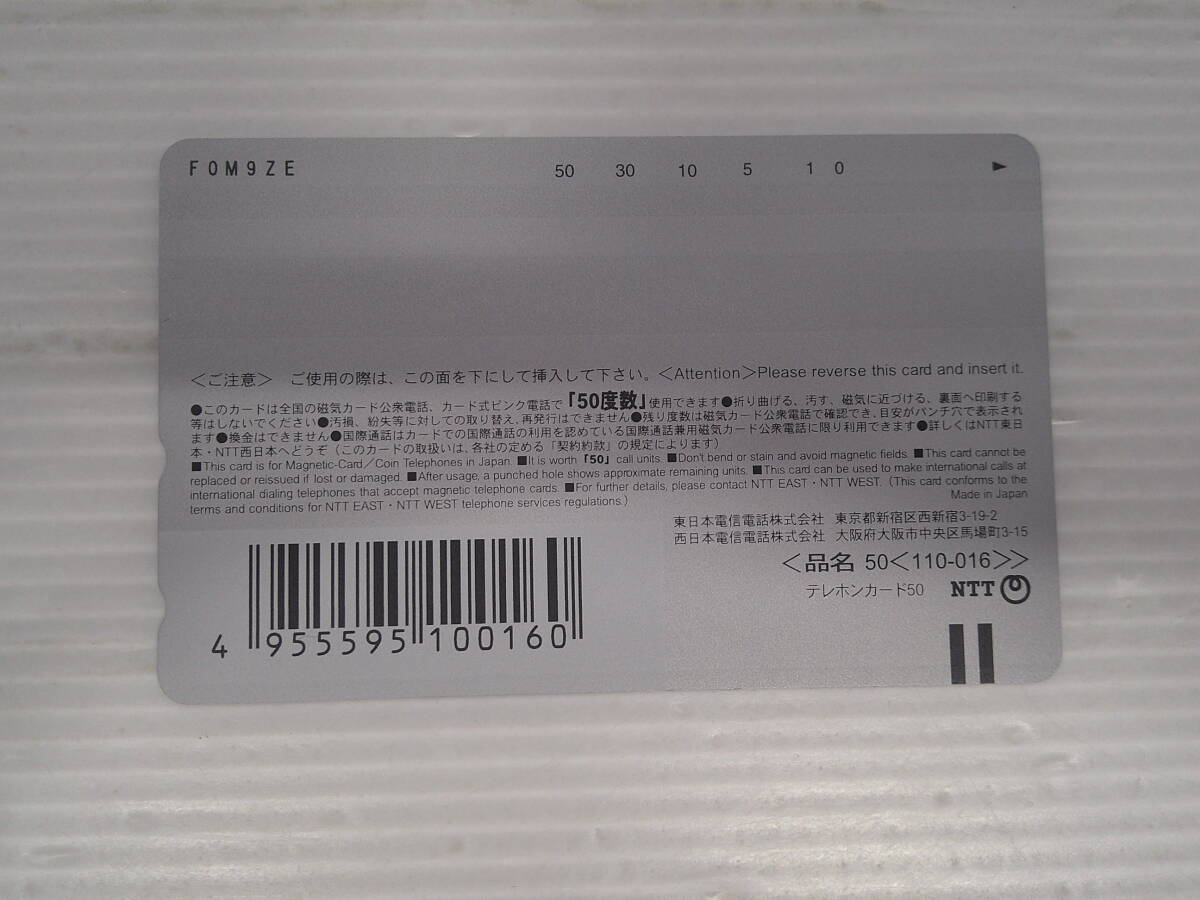 F0M9ZE 50 30 10 5 1 0 ►
＜ご注意＞ ご使用の際は、この面を下にして挿入して下さい。＜Attention＞Please reverse this card and insert it.
●このカードは全国の磁気カード公衆電話、カード式ピンク電話で「50度数」使用できます●折り曲げる、汚す、磁気に近づける、裏面へ印刷する
等はしないでください●汚損、紛失等に対しての取り替え、再発行はできません●残り度数は磁気カード公衆電話で確認でき、目安がパンチ穴で表示され
ます●換金はできません●国際通話はカードでの国際通話の利用を認めている国際通話兼用磁気カード公衆電話に限り利用できます●詳しくはNTT東日
本・NTT西日本へどうぞ（このカードの取扱いは、各社の定める「契約約款」の規定によります）
■This card is for Magnetic-Card／Coin Telephones in Japan. ■It is worth「50」call units. ■Don't bend or stain and avoid magnetic fields. ■This card cannot be
replaced or reissued if lost or damaged. ■After usage, a punched hole shows approximate remaining units. ■This card can be used to make international calls at
international dialing telephones that accept magnetic telephone cards. ■For further details, please contact NTT EAST・NTT WEST. (This card conforms to the
terms and conditions for NTT EAST・NTT WEST telephone services regulations.) Made in Japan
東日本電信電話株式会社 東京都新宿区西新宿3-19-2
西日本電信電話株式会社 大阪府大阪市中央区馬場町3-15
＜品名 50＜110-016＞＞
テレホンカード50 NTT
4 955595 100160